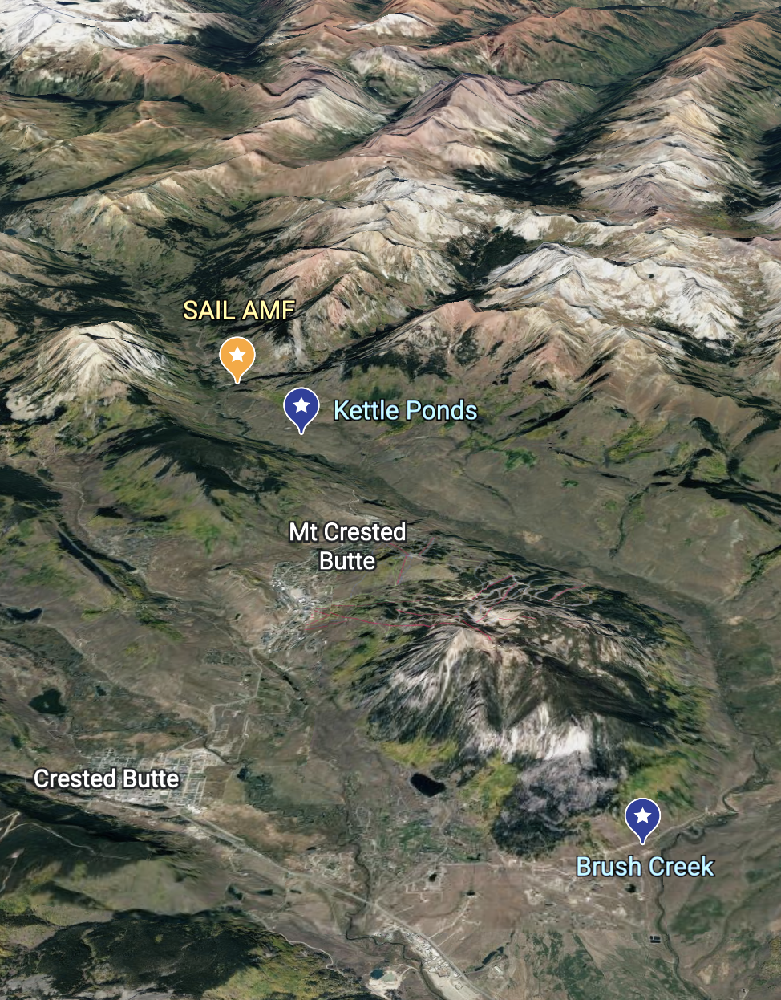 SAIL AMF
Kettle Ponds
Mt Crested
Butte
Crested Butte
Brush Creek